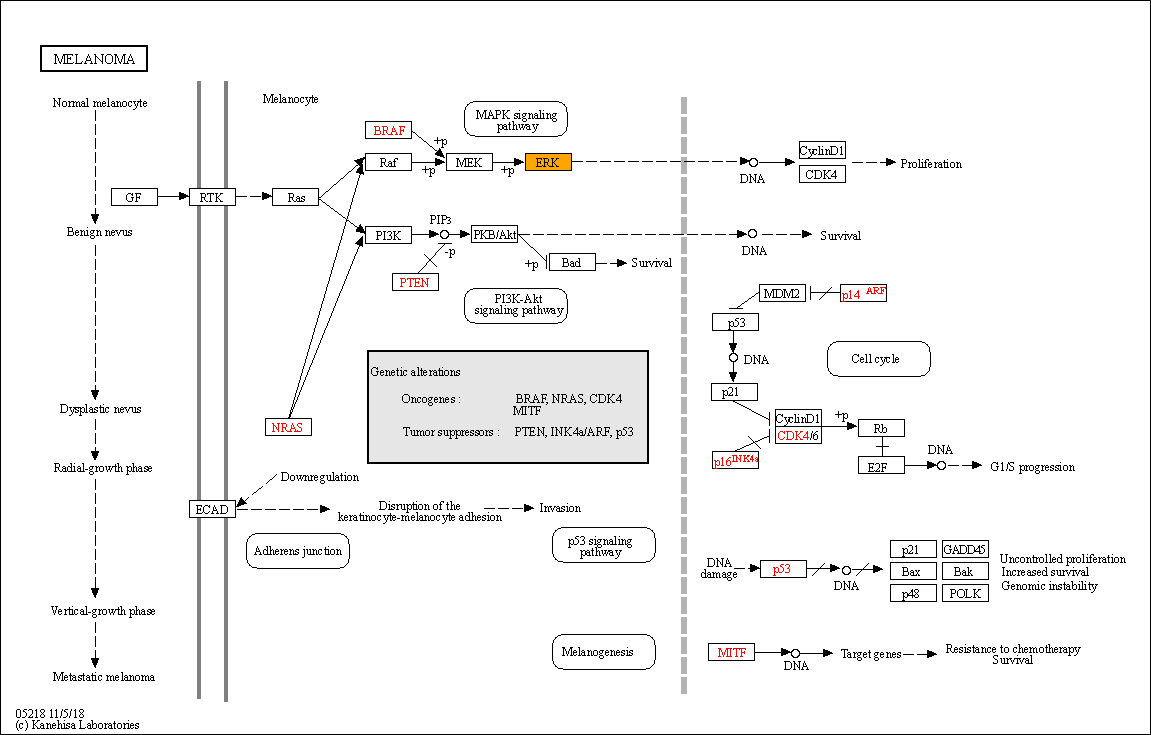 MELANOMA
Normal melanocyte
Benign nevus
Dysplastic nevus
Radial-growth phase
Vertical-growth phase
Metastatic melanoma
Melanocyte
GF
RTK
Ras
BRAF
Raf
+p
+p
MEK
+p
ERK
MAPK signaling
pathway
DNA
CyclinD1
CDK4
Proliferation
PI3K
PIP3
-p
PTEN
PKB/Akt
+p
Bad
Survival
DNA
Survival
PI3K-Akt
signaling pathway
MDM2
p14 ARF
p53
DNA
p21
Cell cycle
CyclinD1
CDK4/6
p16 INK4a
+p
Rb
E2F
DNA
G1/S progression
NRAS
Genetic alterations
Oncogenes : BRAF, NRAS, CDK4
MITF
Tumor suppressors : PTEN, INK4a/ARF, p53
Downregulation
ECAD
Disruption of the
keratinocyte-melanocyte adhesion
Invasion
Adherens junction
p53 signaling
pathway
DNA
damage
p53
DNA
p21
GADD45
Bax
Bak
p48
POLK
Uncontrolled proliferation
Increased survival
Genomic instability
Melanogenesis
MITF
DNA
Target genes
Resistance to chemotherapy
Survival
05218 11/5/18
(c) Kanehisa Laboratories